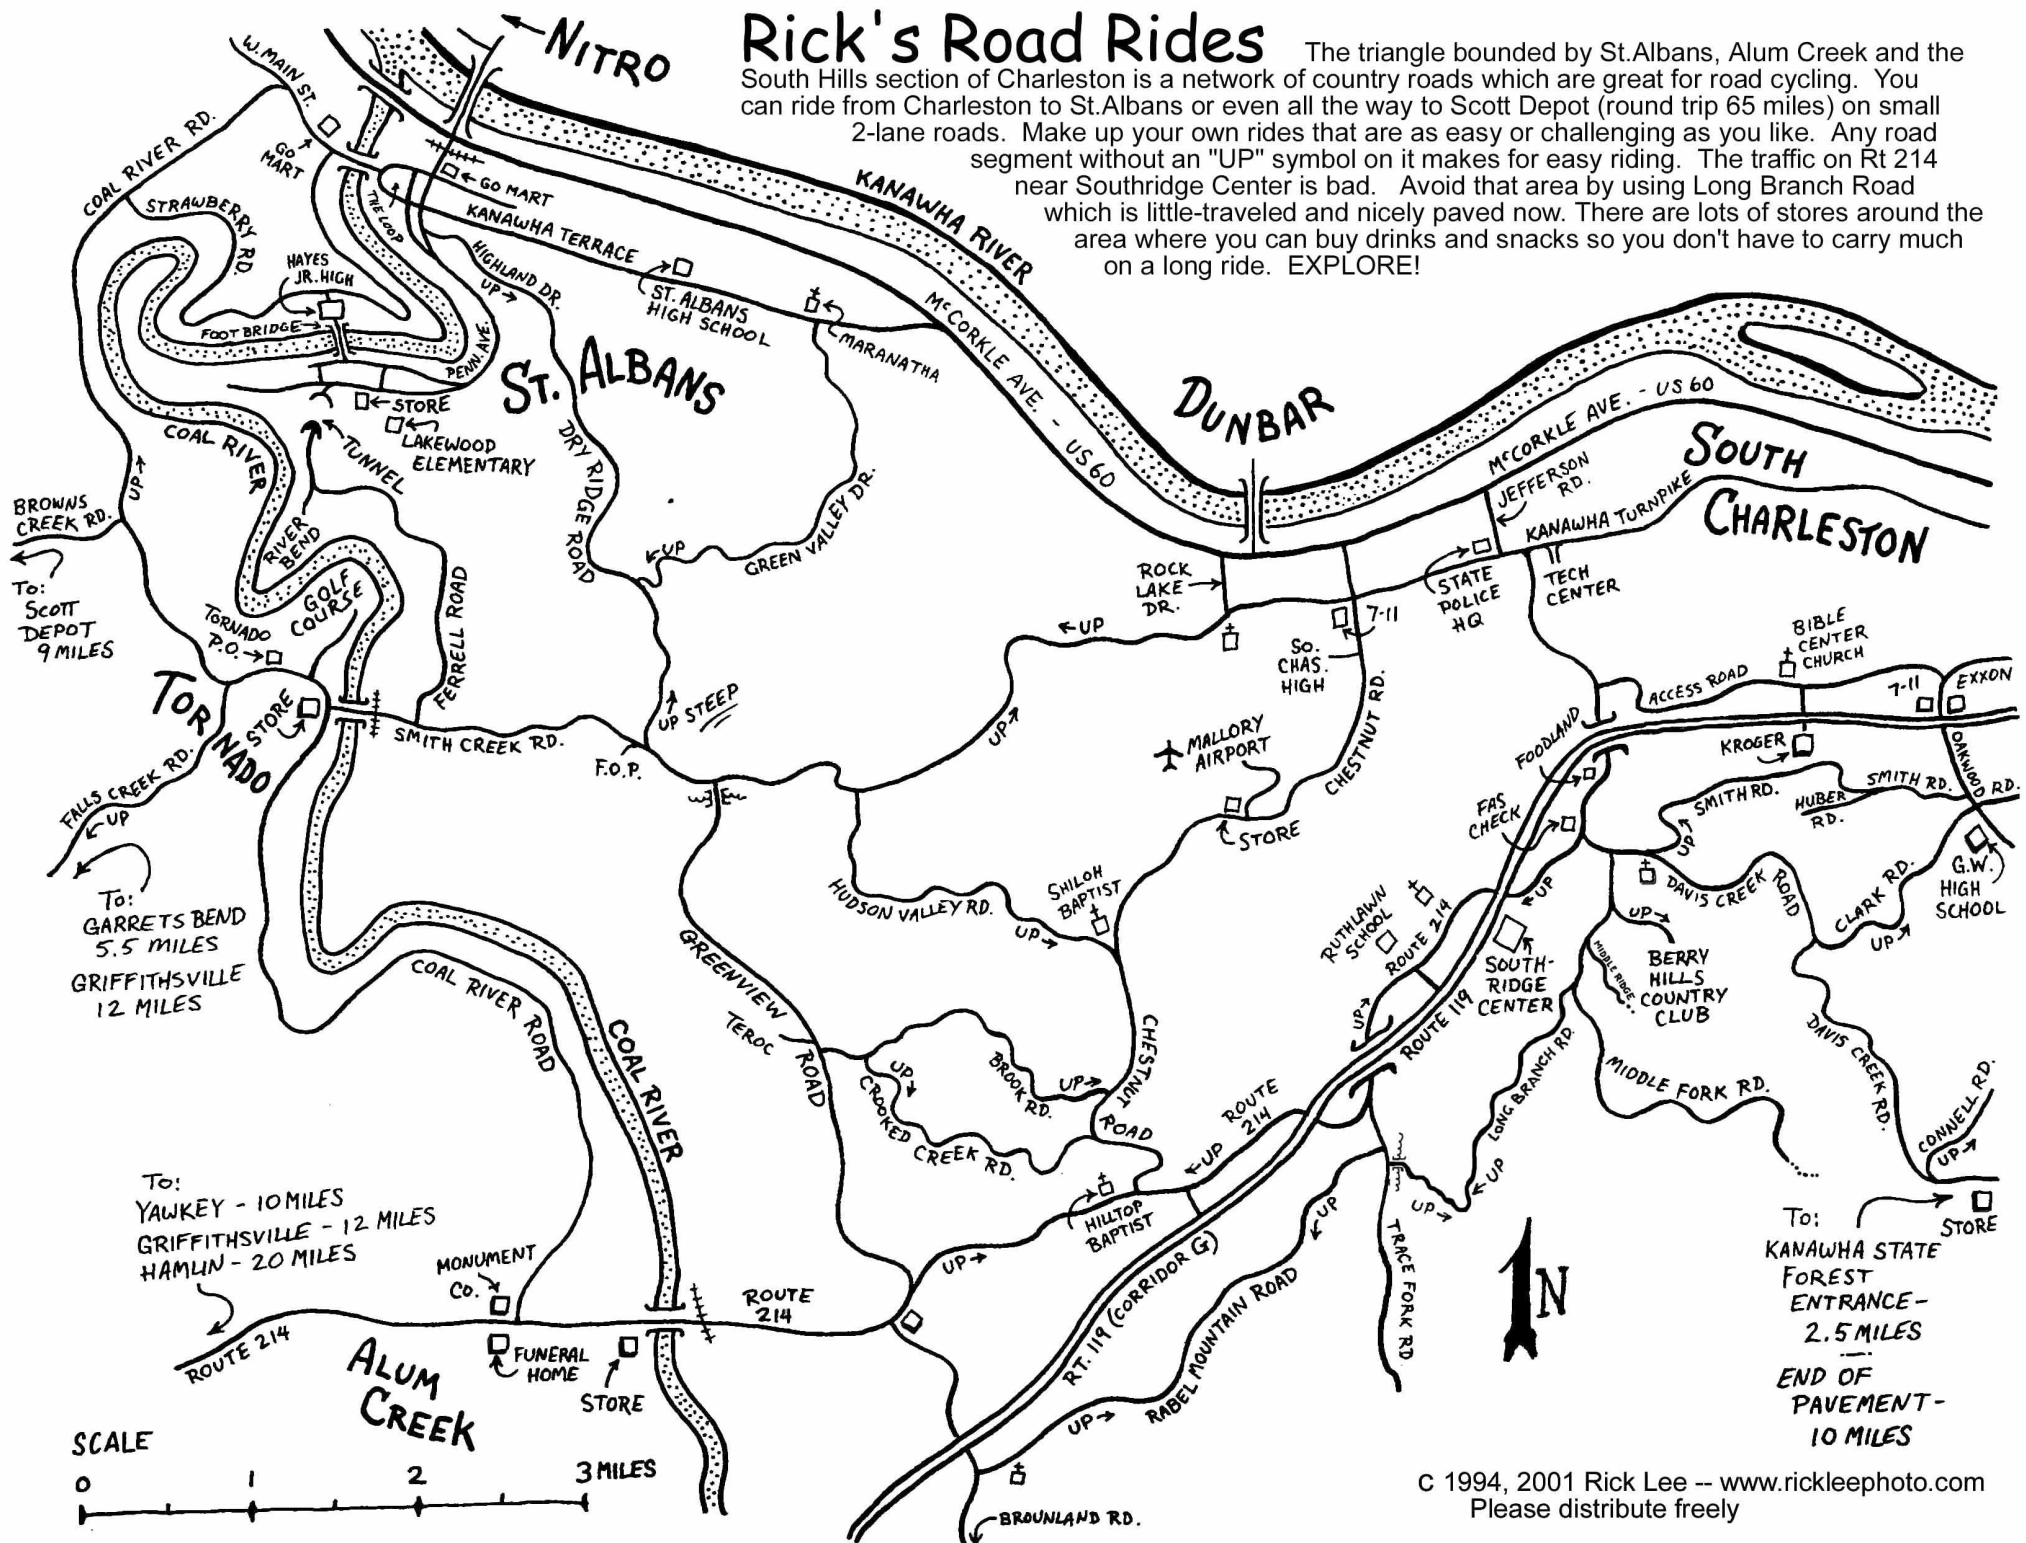 Rick's Road Rides
The triangle bounded by St.Albans, Alum Creek and the
South Hills section of Charleston is a network of country roads which are great for road cycling. You
can ride from Charleston to St.Albans or even all the way to Scott Depot (round trip 65 miles) on small
2-lane roads. Make up your own rides that are as easy or challenging as you like. Any road
segment without an "UP" symbol on it makes for easy riding. The traffic on Rt 214
near Southridge Center is bad. Avoid that area by using Long Branch Road
which is little-traveled and nicely paved now. There are lots of stores around the
area where you can buy drinks and snacks so you don't have to carry much
on a long ride. EXPLORE!
NITRO
W. MAIN ST.
COAL RIVER RD.
GO
MART
STRAWBERRY
RD.
THE LOOP
GO MART
KANAWHA TERRACE
KANAWHA RIVER
HAYES
JR. HIGH
FOOT BRIDGE
HIGHLAND DR.
UP
ST. ALBANS
HIGH SCHOOL
MARANATHA
MCCORKLE AVE. - US 60
PENN. AVE.
ST. ALBANS
STORE
LAKEWOOD
ELEMENTARY
TUNNEL
COAL RIVER
UP
DRY RIDGE ROAD
GREEN VALLEY DR.
UP
DUNBAR
MCCORKLE AVE. - US 60
SOUTH
CHARLESTON
JEFFERSON
RD.
KANAWHA TURNPIKE
BROWNS
CREEK RD.
TO:
SCOTT
DEPOT
9 MILES
RIVER
BEND
GOLF
COURSE
TORNADO
P.O.
FERRELL ROAD
ROCK
LAKE
DR.
UP
STATE
POLICE
HQ
TECH
CENTER
7-11
SO.
CHAS.
HIGH
BIBLE
CENTER
CHURCH
ACCESS ROAD
7-11
EXXON
TORNADO
STORE
SMITH CREEK RD.
F.O.P.
UP STEEP
UP
MALLORY
AIRPORT
CHESTNUT RD.
STORE
FOODLAND
KROGER
OAKWOOD RD.
FALLS CREEK RD.
UP
TO:
GARRETS BEND
5.5 MILES
GRIFFITHSVILLE
12 MILES
FAS
CHECK
SMITH RD.
SMITH RD.
HUBER
RD.
UP
G.W.
HIGH
SCHOOL
HUDSON VALLEY RD.
UP
SHILOH
BAPTIST
RUTHLAWN
SCHOOL
ROUTE 214
UP
DAVIS CREEK ROAD
CLARK RD.
UP
UP
BERRY
HILLS
COUNTRY
CLUB
MIDDLE RIDGE
SOUTH-
RIDGE
CENTER
UP
ROUTE 119
COAL RIVER ROAD
COAL RIVER
GREENVIEW
ROAD
TEROC
UP
CROOKED
CREEK RD.
BROOK RD.
UP
CHESTNUT
ROAD
LONG BRANCH RD.
MIDDLE FORK RD.
DAVIS CREEK RD.
CONNELL RD.
UP
ROUTE
214
UP
HILLTOP
BAPTIST
UP
UP
UP
UP
TRACE FORK RD.
STORE
TO:
KANAWHA STATE
FOREST
ENTRANCE -
2.5 MILES
END OF
PAVEMENT -
10 MILES
TO:
YAWKEY - 10 MILES
GRIFFITHSVILLE - 12 MILES
HAMLIN - 20 MILES
MONUMENT
CO.
ROUTE
214
ROUTE 214
ALUM
CREEK
FUNERAL
HOME
STORE
RT. 119 (CORRIDOR G)
RABEL MOUNTAIN ROAD
UP
N
BROUNLAND RD.
SCALE
0 1 2 3 MILES
c 1994, 2001 Rick Lee -- www.rickleephoto.com
Please distribute freely